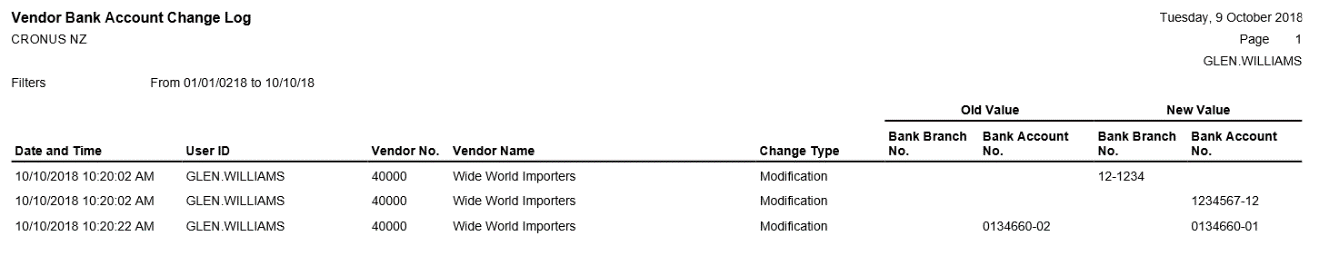 Vendor Bank Account Change Log
Tuesday, 9 October 2018
CRONUS NZ
Page 1
GLEN.WILLIAMS
Filters From 01/01/0218 to 10/10/18
Old Value New Value
Bank Branch Bank Account Bank Branch Bank Account
Date and Time User ID Vendor No. Vendor Name Change Type No. No. No. No.
10/10/2018 10:20:02 AM GLEN.WILLIAMS 40000 Wide World Importers Modification 12-1234
10/10/2018 10:20:02 AM GLEN.WILLIAMS 40000 Wide World Importers Modification 1234567-12
10/10/2018 10:20:22 AM GLEN.WILLIAMS 40000 Wide World Importers Modification 0134660-02 0134660-01